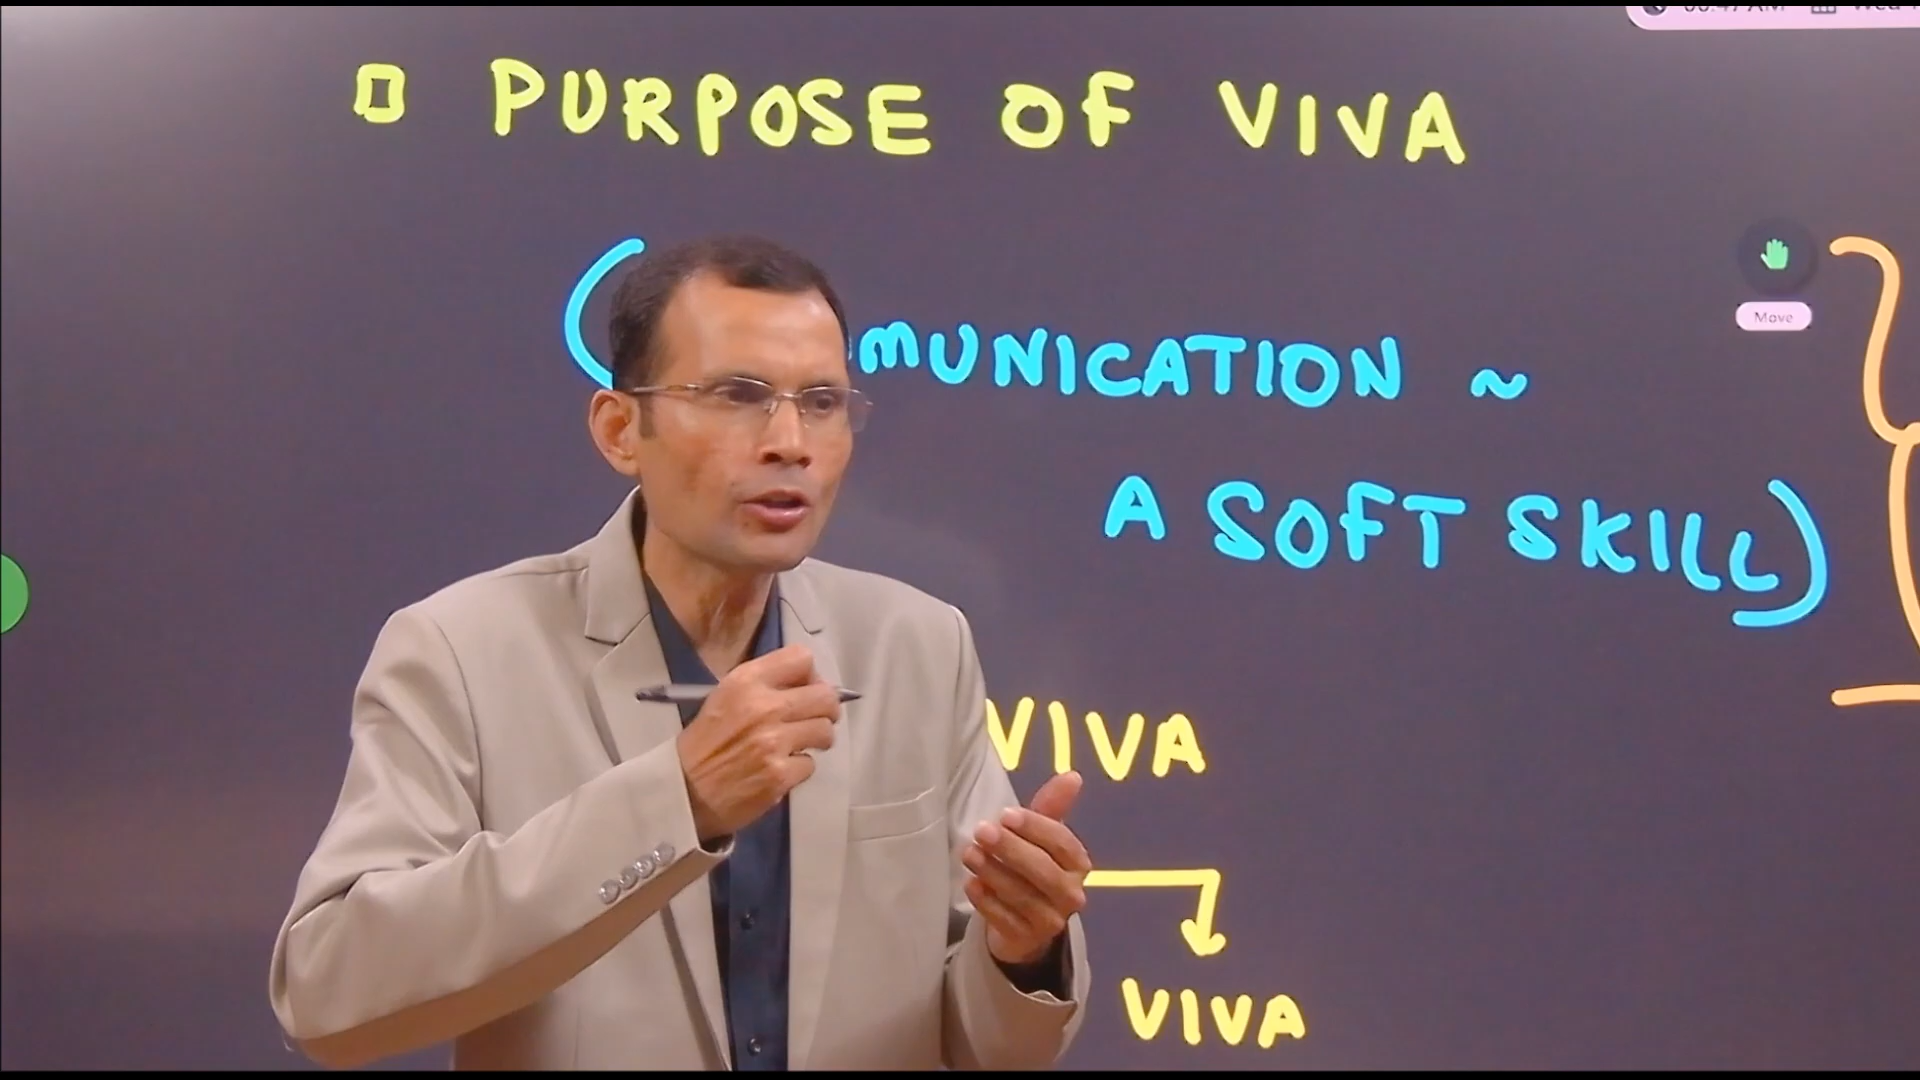 PURPOSE OF VIVA
MUNICATION ~
Move
A SOFT SKILL)
VIVA
VIVA